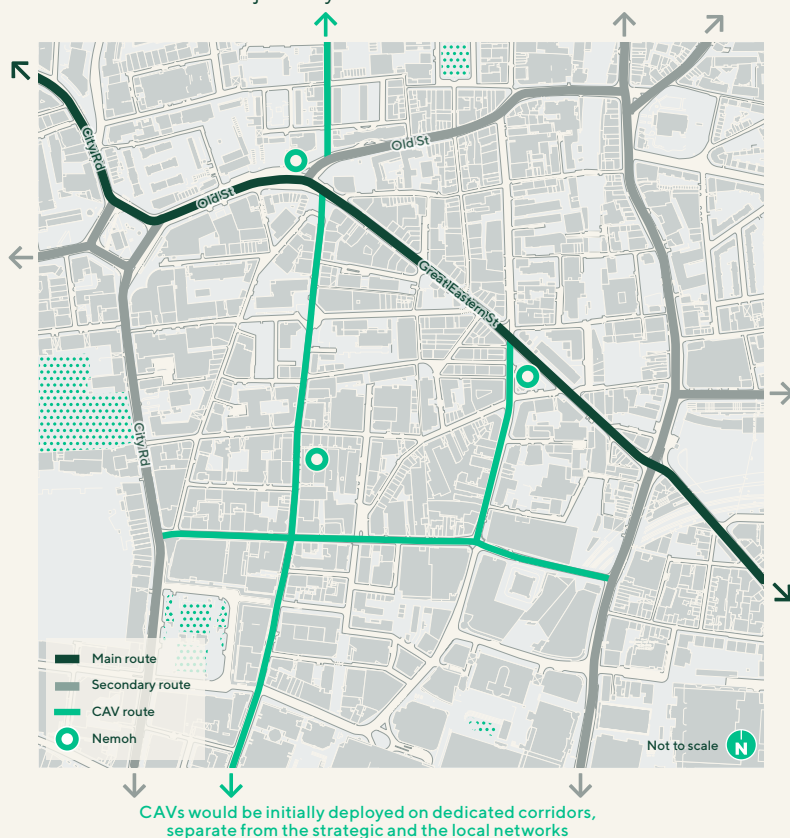 City Rd
Old St
Old St
Great Eastern St
City Rd
Main route
Secondary route
CAV route
Nemoh
Not to scale
N
CAVs would be initially deployed on dedicated corridors,
separate from the strategic and the local networks